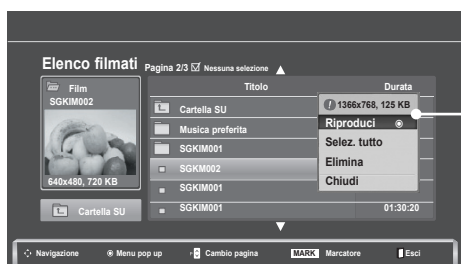 Elenco filmati Pagina 2/3 Nessuna selezione
Film
SGKIM002
640x480, 720 KB
Cartella SU
Titolo Durata
Cartella SU
Musica preferita
SGKIM001
SGKM002
SGKIM001
SGKIM001 01:30:20
1366x768, 125 KB
Riproduci
Selez. tutto
Elimina
Chiudi
Navigazione Menu pop up P Cambio pagina MARK Marcatore Esci